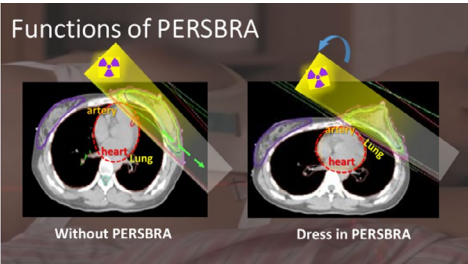 Functions of PERSBRA
artery
heart
Lung
artery
Lung
heart
Without PERSBRA
Dress in PERSBRA